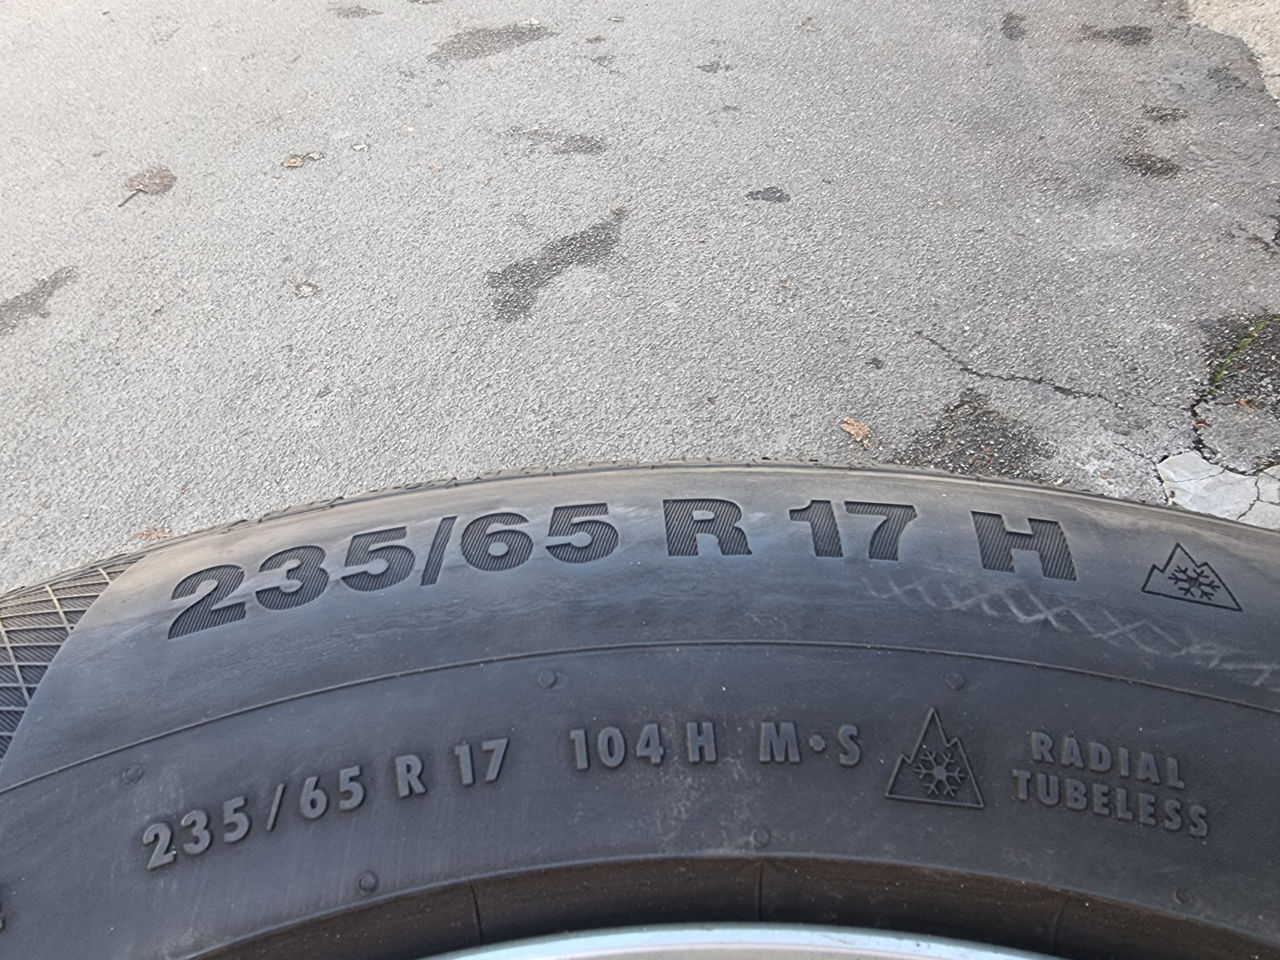 235/65 R 17 H
235/65 R 17 104 H M•S
RADIAL
TUBELESS